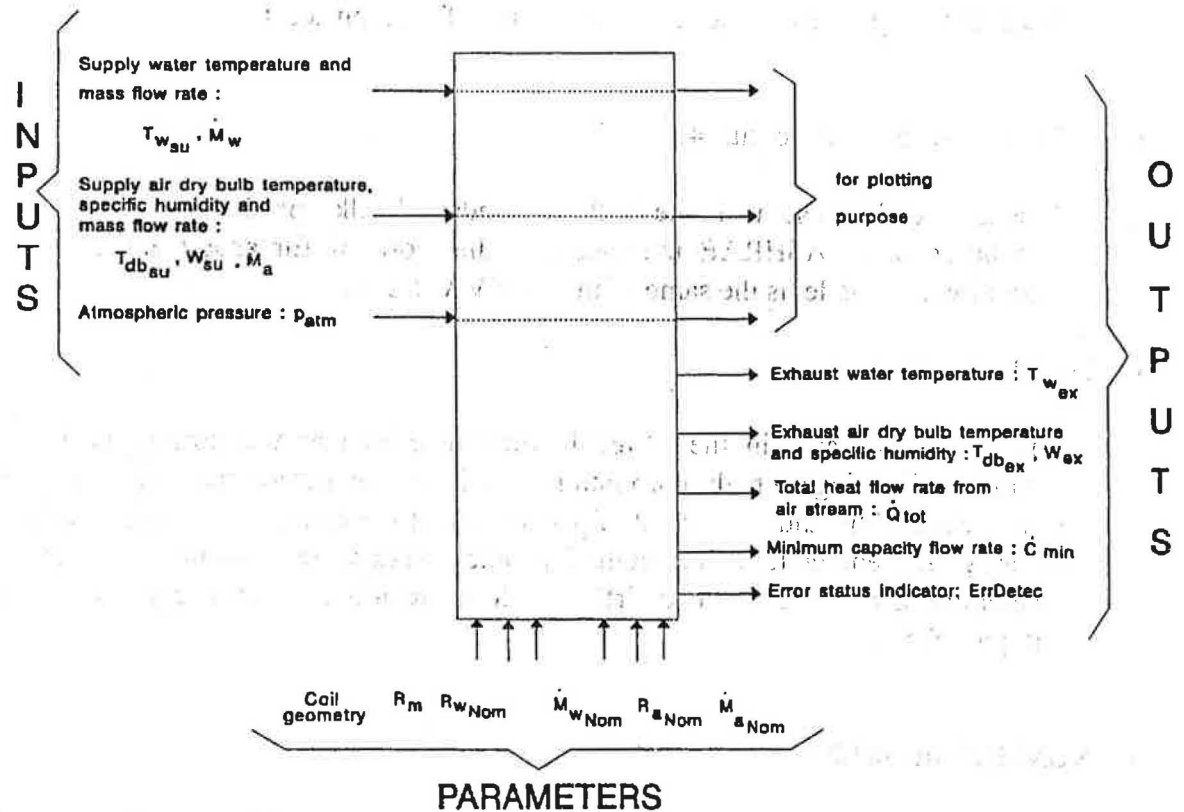 INPUTS
Supply water temperature and
mass flow rate :
T_w_su , Ṁ_w
Supply air dry bulb temperature,
specific humidity and
mass flow rate :
T_db_su , W_su , Ṁ_a
Atmospheric pressure : p_atm
for plotting
purpose
Exhaust water temperature : T_w_ex
Exhaust air dry bulb temperature
and specific humidity : T_db_ex , W_ex
Total heat flow rate from
air stream : Q̇_tot
Minimum capacity flow rate : Ċ_min
Error status indicator: ErrDetec
OUTPUTS
Coil
geometry
R_m R_w_Nom Ṁ_w_Nom R_a_Nom Ṁ_a_Nom
PARAMETERS